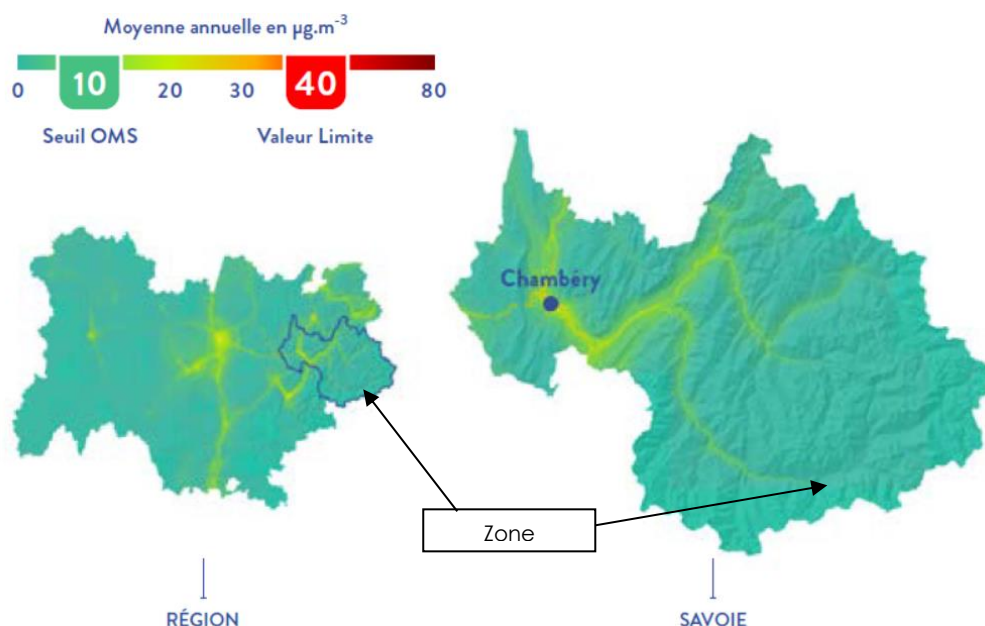 Moyenne annuelle en µg.m⁻³
0 10 20 30 40 80
Seuil OMS Valeur Limite
Chambéry
Zone
RÉGION SAVOIE